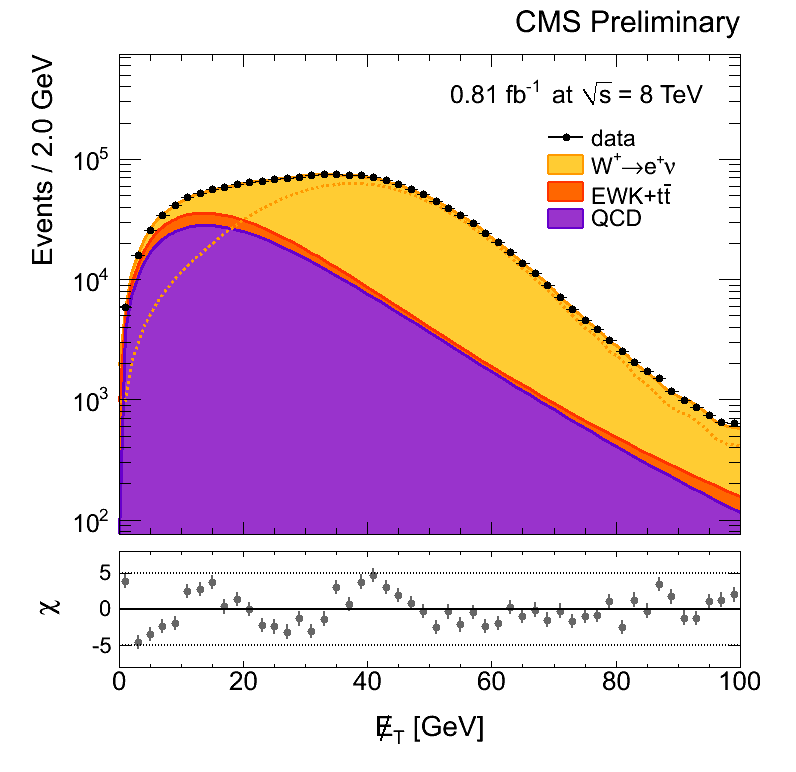 CMS Preliminary
Events / 2.0 GeV
0.81 fb⁻¹ at √s = 8 TeV
data
W⁺→e⁺ν
EWK+tt̄
QCD
10⁵
10⁴
10³
10²
χ
5
0
-5
0 20 40 60 80 100
E̸_T [GeV]